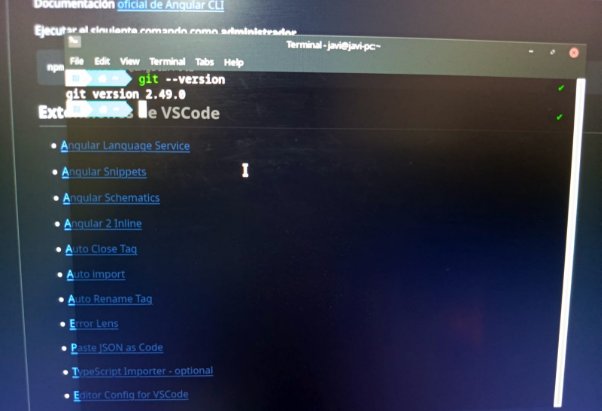 Documentación oficial de Angular CLI
Ejecutar el siguiente comando como administrador
Terminal - javi@javi-pc:~
File Edit View Terminal Tabs Help
npm
git --version
git version 2.49.0
de VSCode
Angular Language Service
Angular Snippets
Angular Schematics
Angular 2 Inline
Auto Close Tag
Auto import
Auto Rename Tag
Error Lens
Paste JSON as Code
TypeScript Importer - optional
Editor Config for VSCode